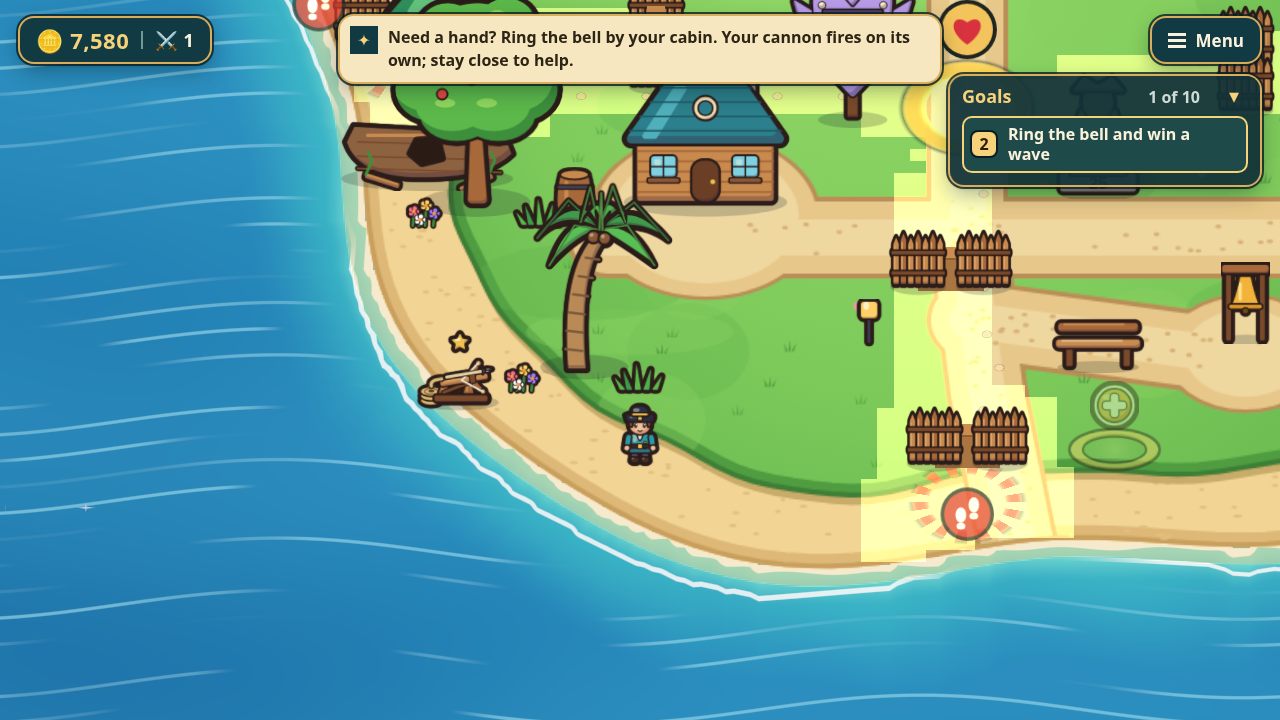 7,580
1
Need a hand? Ring the bell by your cabin. Your cannon fires on its
own; stay close to help.
Menu
Goals
1 of 10
2
Ring the bell and win a
wave